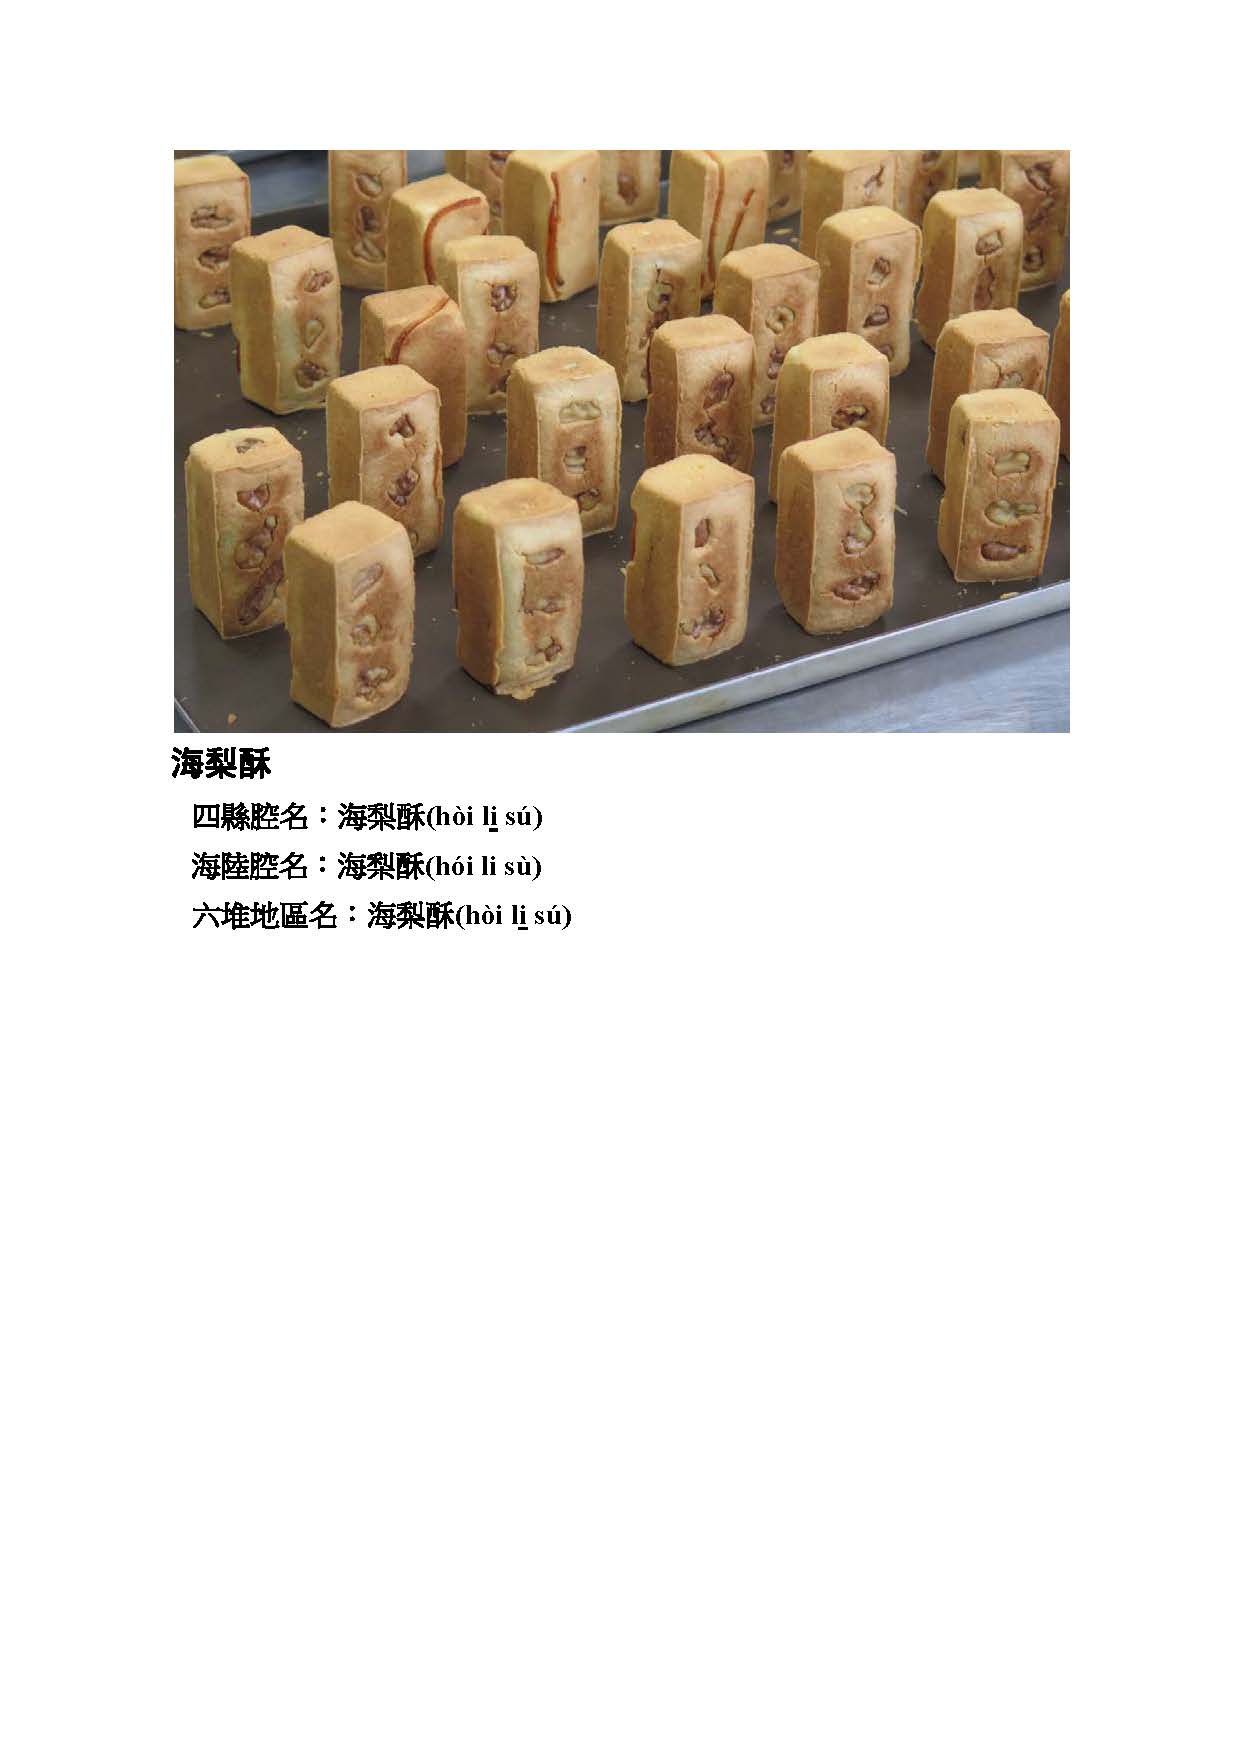 海梨酥
四縣腔名：海梨酥(hòi li̲ sú)
海陸腔名：海梨酥(hói li sù)
六堆地區名：海梨酥(hòi li̲ sú)